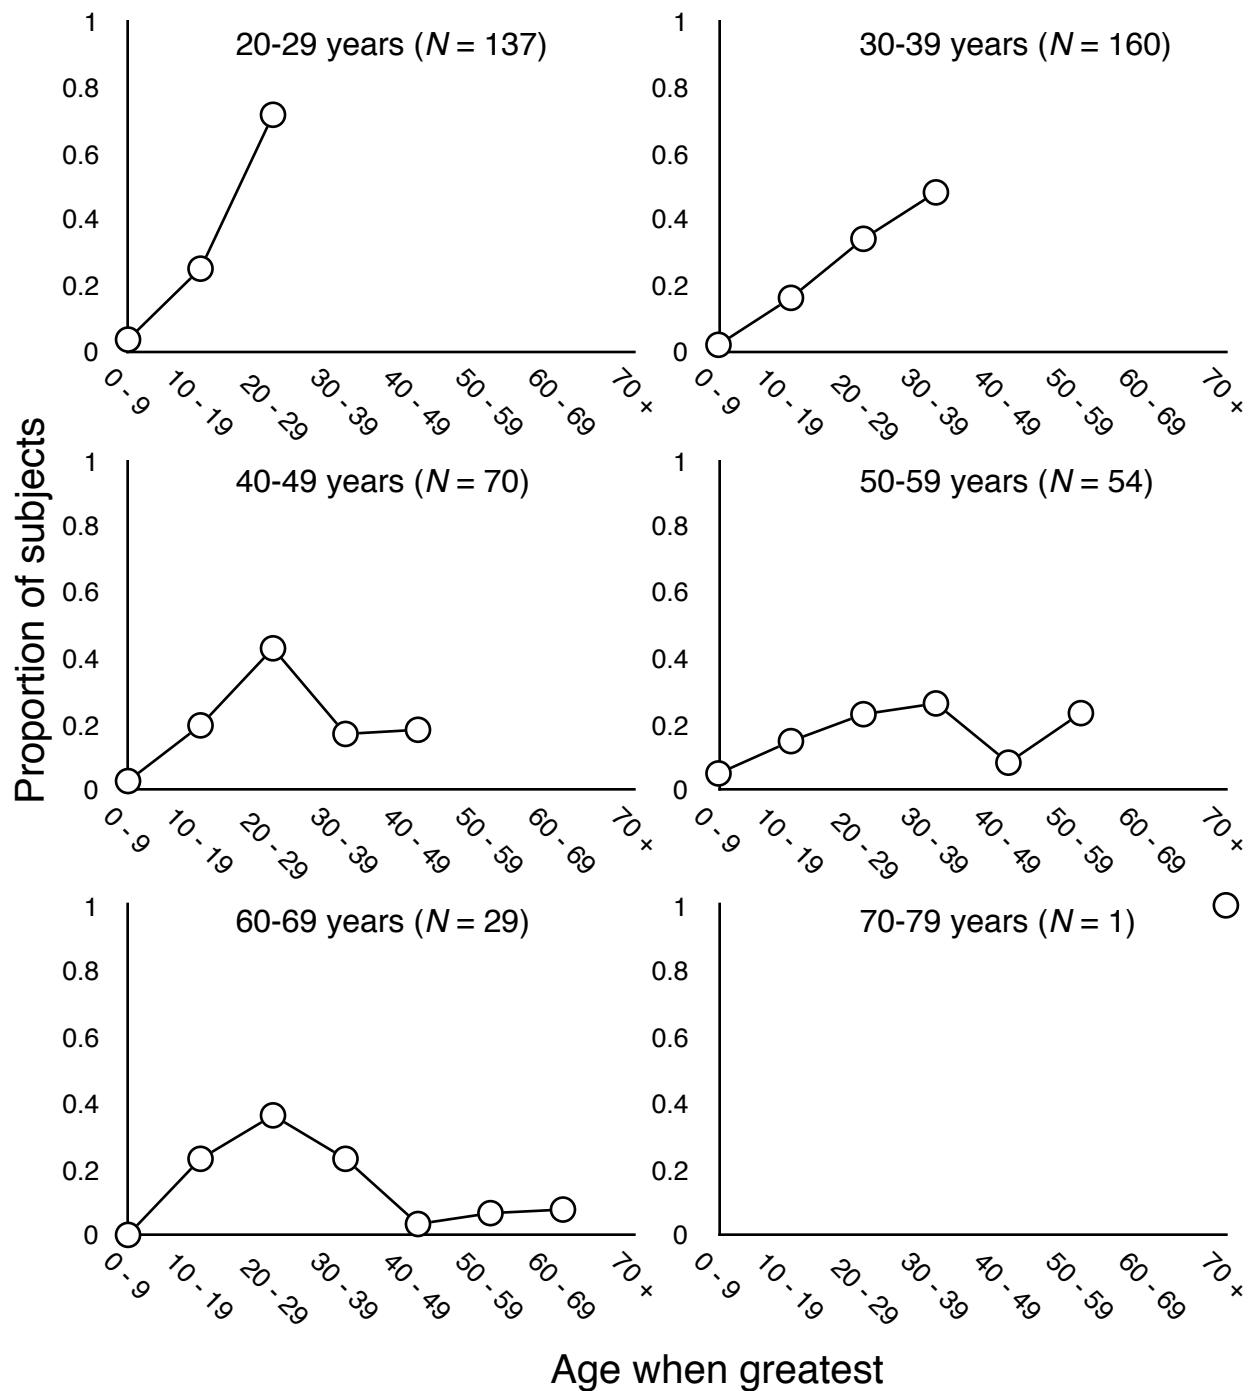 20-29 years (N = 137)
1
0.8
0.6
0.4
0.2
0
0 - 9
10 - 19
20 - 29
30 - 39
40 - 49
50 - 59
60 - 69
70 +
30-39 years (N = 160)
1
0.8
0.6
0.4
0.2
0
0 - 9
10 - 19
20 - 29
30 - 39
40 - 49
50 - 59
60 - 69
70 +
Proportion of subjects
40-49 years (N = 70)
1
0.8
0.6
0.4
0.2
0
0 - 9
10 - 19
20 - 29
30 - 39
40 - 49
50 - 59
60 - 69
70 +
50-59 years (N = 54)
1
0.8
0.6
0.4
0.2
0
0 - 9
10 - 19
20 - 29
30 - 39
40 - 49
50 - 59
60 - 69
70 +
60-69 years (N = 29)
1
0.8
0.6
0.4
0.2
0
0 - 9
10 - 19
20 - 29
30 - 39
40 - 49
50 - 59
60 - 69
70 +
70-79 years (N = 1)
1
0.8
0.6
0.4
0.2
0
0 - 9
10 - 19
20 - 29
30 - 39
40 - 49
50 - 59
60 - 69
70 +
Age when greatest